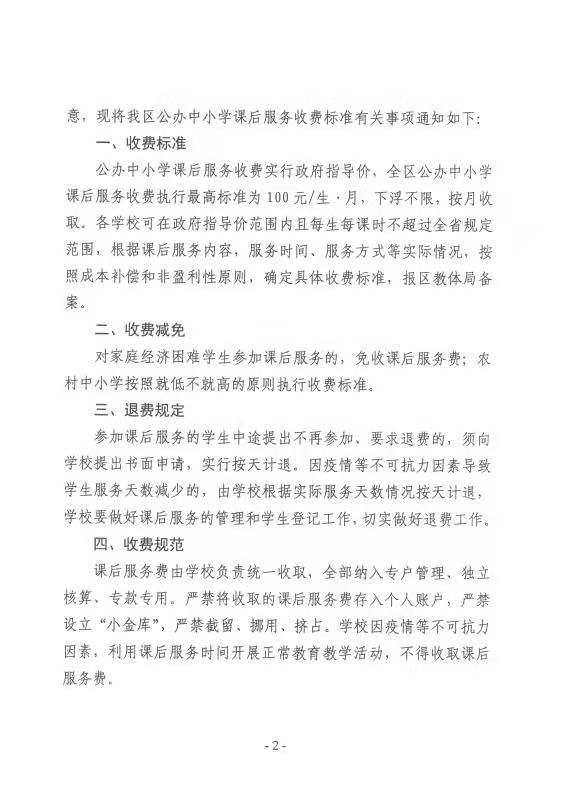 意，现将我区公办中小学课后服务收费标准有关事项通知如下：
一、收费标准
公办中小学课后服务收费实行政府指导价，全区公办中小学
课后服务收费执行最高标准为 100 元/生·月，下浮不限，按月收
取。各学校可在政府指导价范围内且每生每课时不超过全省规定
范围，根据课后服务内容，服务时间、服务方式等实际情况，按
照成本补偿和非盈利性原则，确定具体收费标准，报区教体局备
案。
二、收费减免
对家庭经济困难学生参加课后服务的，免收课后服务费；农
村中小学按照就低不就高的原则执行收费标准。
三、退费规定
参加课后服务的学生中途提出不再参加、要求退费的，须向
学校提出书面申请，实行按天计退。因疫情等不可抗力因素导致
学生服务天数减少的，由学校根据实际服务天数情况按天计退，
学校要做好课后服务的管理和学生登记工作，切实做好退费工作。
四、收费规范
课后服务费由学校负责统一收取，全部纳入专户管理、独立
核算、专款专用。严禁将收取的课后服务费存入个人账户，严禁
设立“小金库”，严禁截留、挪用、挤占。学校因疫情等不可抗力
因素，利用课后服务时间开展正常教育教学活动，不得收取课后
服务费。
- 2 -